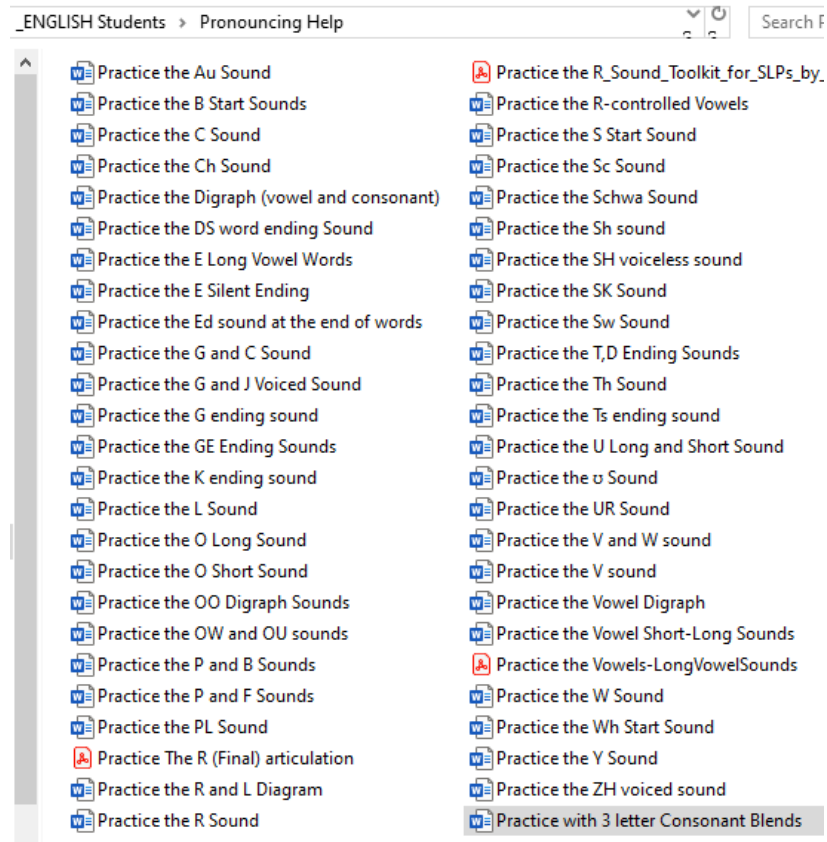 _ENGLISH Students > Pronouncing Help
Search P
Practice the Au Sound
Practice the B Start Sounds
Practice the C Sound
Practice the Ch Sound
Practice the Digraph (vowel and consonant)
Practice the DS word ending Sound
Practice the E Long Vowel Words
Practice the E Silent Ending
Practice the Ed sound at the end of words
Practice the G and C Sound
Practice the G and J Voiced Sound
Practice the G ending sound
Practice the GE Ending Sounds
Practice the K ending sound
Practice the L Sound
Practice the O Long Sound
Practice the O Short Sound
Practice the OO Digraph Sounds
Practice the OW and OU sounds
Practice the P and B Sounds
Practice the P and F Sounds
Practice the PL Sound
Practice The R (Final) articulation
Practice the R and L Diagram
Practice the R Sound
Practice the R_Sound_Toolkit_for_SLPs_by_
Practice the R-controlled Vowels
Practice the S Start Sound
Practice the Sc Sound
Practice the Schwa Sound
Practice the Sh sound
Practice the SH voiceless sound
Practice the SK Sound
Practice the Sw Sound
Practice the T,D Ending Sounds
Practice the Th Sound
Practice the Ts ending sound
Practice the U Long and Short Sound
Practice the ʊ Sound
Practice the UR Sound
Practice the V and W sound
Practice the V sound
Practice the Vowel Digraph
Practice the Vowel Short-Long Sounds
Practice the Vowels-LongVowelSounds
Practice the W Sound
Practice the Wh Start Sound
Practice the Y Sound
Practice the ZH voiced sound
Practice with 3 letter Consonant Blends